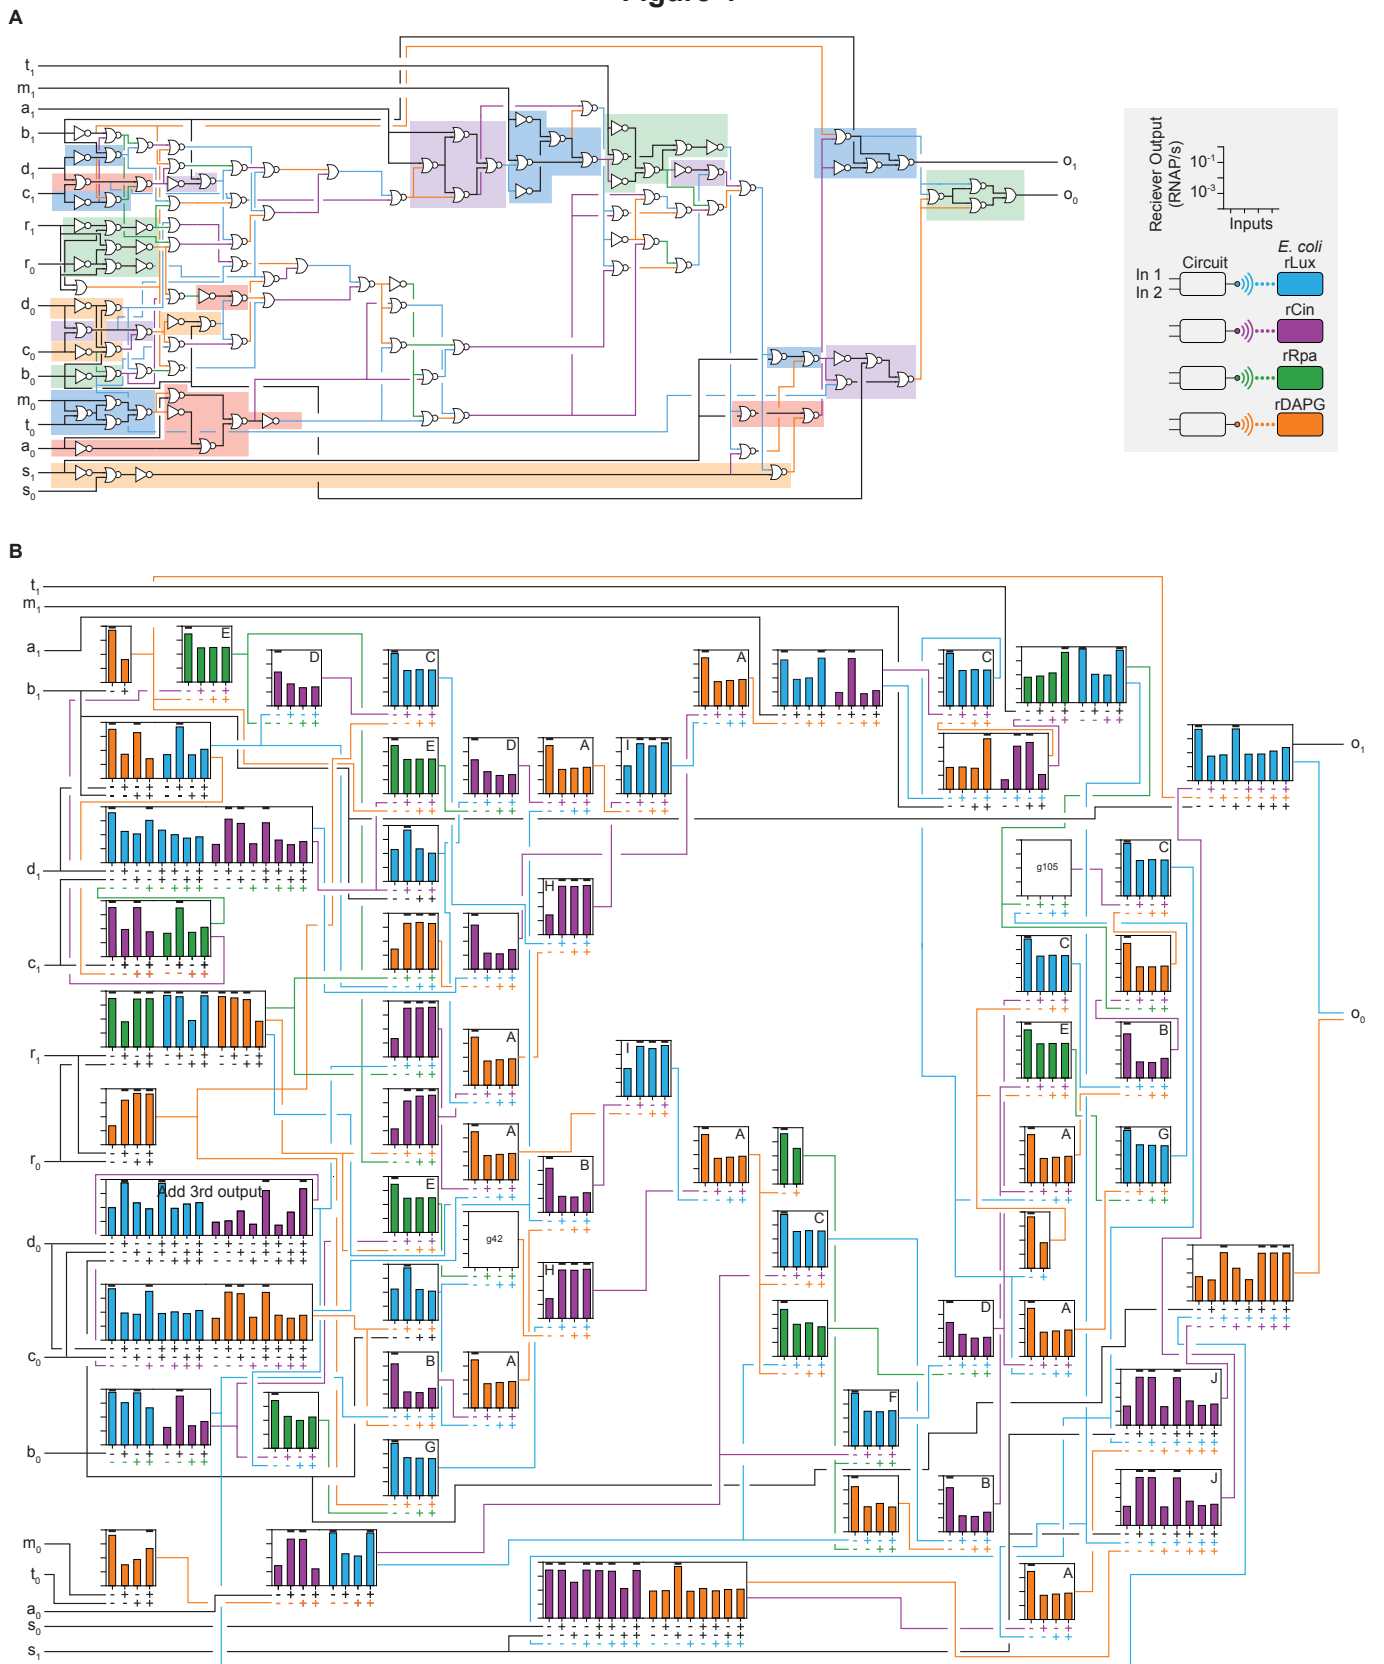 A
t1
m1
a1
b1
d1
c1
r1
r0
d0
c0
b0
m0
t0
a0
s1
s0
o1
o0
Reciever Output
(RNAP/s)
10-1
10-3
Inputs
E. coli
Circuit
rLux
In 1
In 2
rCin
rRpa
rDAPG
B
t1
m1
a1
b1
d1
c1
r1
r0
d0
c0
b0
m0
t0
a0
s0
s1
E
D
C
A
C
E
D
A
I
o1
g105
C
H
C
A
E
B
o0
I
A
A
A
G
B
E
g42
C
Add 3rd output
H
D
A
B
A
F
J
G
B
J
A